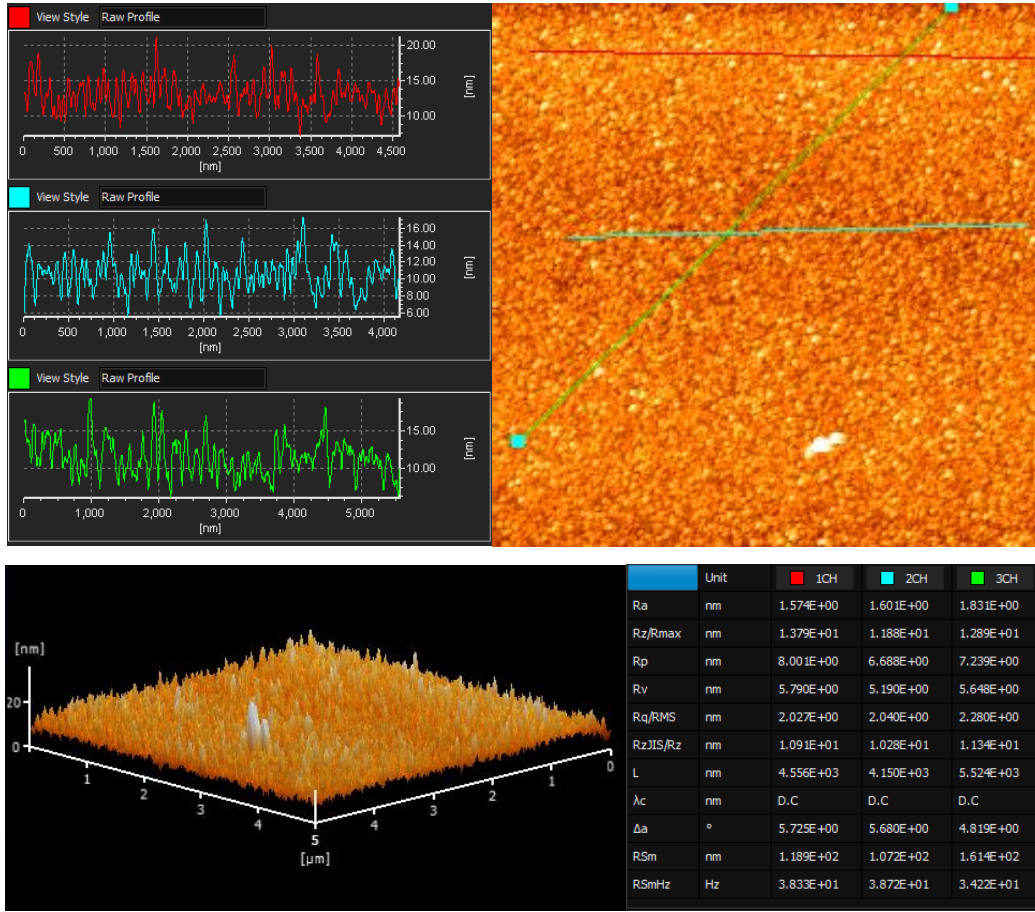 View Style Raw Profile
20.00
15.00
10.00
[nm]
0 500 1,000 1,500 2,000 2,500 3,000 3,500 4,000 4,500
[nm]
View Style Raw Profile
16.00
14.00
12.00
10.00
8.00
6.00
[nm]
0 500 1,000 1,500 2,000 2,500 3,000 3,500 4,000
[nm]
View Style Raw Profile
15.00
10.00
[nm]
0 1,000 2,000 3,000 4,000 5,000
[nm]
[nm]
20
0
1
2
3
4
5
4
3
2
1
0
[µm]
Unit 1CH 2CH 3CH
Ra nm 1.574E+00 1.601E+00 1.831E+00
Rz/Rmax nm 1.379E+01 1.188E+01 1.289E+01
Rp nm 8.001E+00 6.688E+00 7.239E+00
Rv nm 5.790E+00 5.190E+00 5.648E+00
Rq/RMS nm 2.027E+00 2.040E+00 2.280E+00
RzJIS/Rz nm 1.091E+01 1.028E+01 1.134E+01
L nm 4.556E+03 4.150E+03 5.524E+03
λc nm D.C D.C D.C
Δa ° 5.725E+00 5.680E+00 4.819E+00
RSm nm 1.189E+02 1.072E+02 1.614E+02
RSmHz Hz 3.833E+01 3.872E+01 3.422E+01